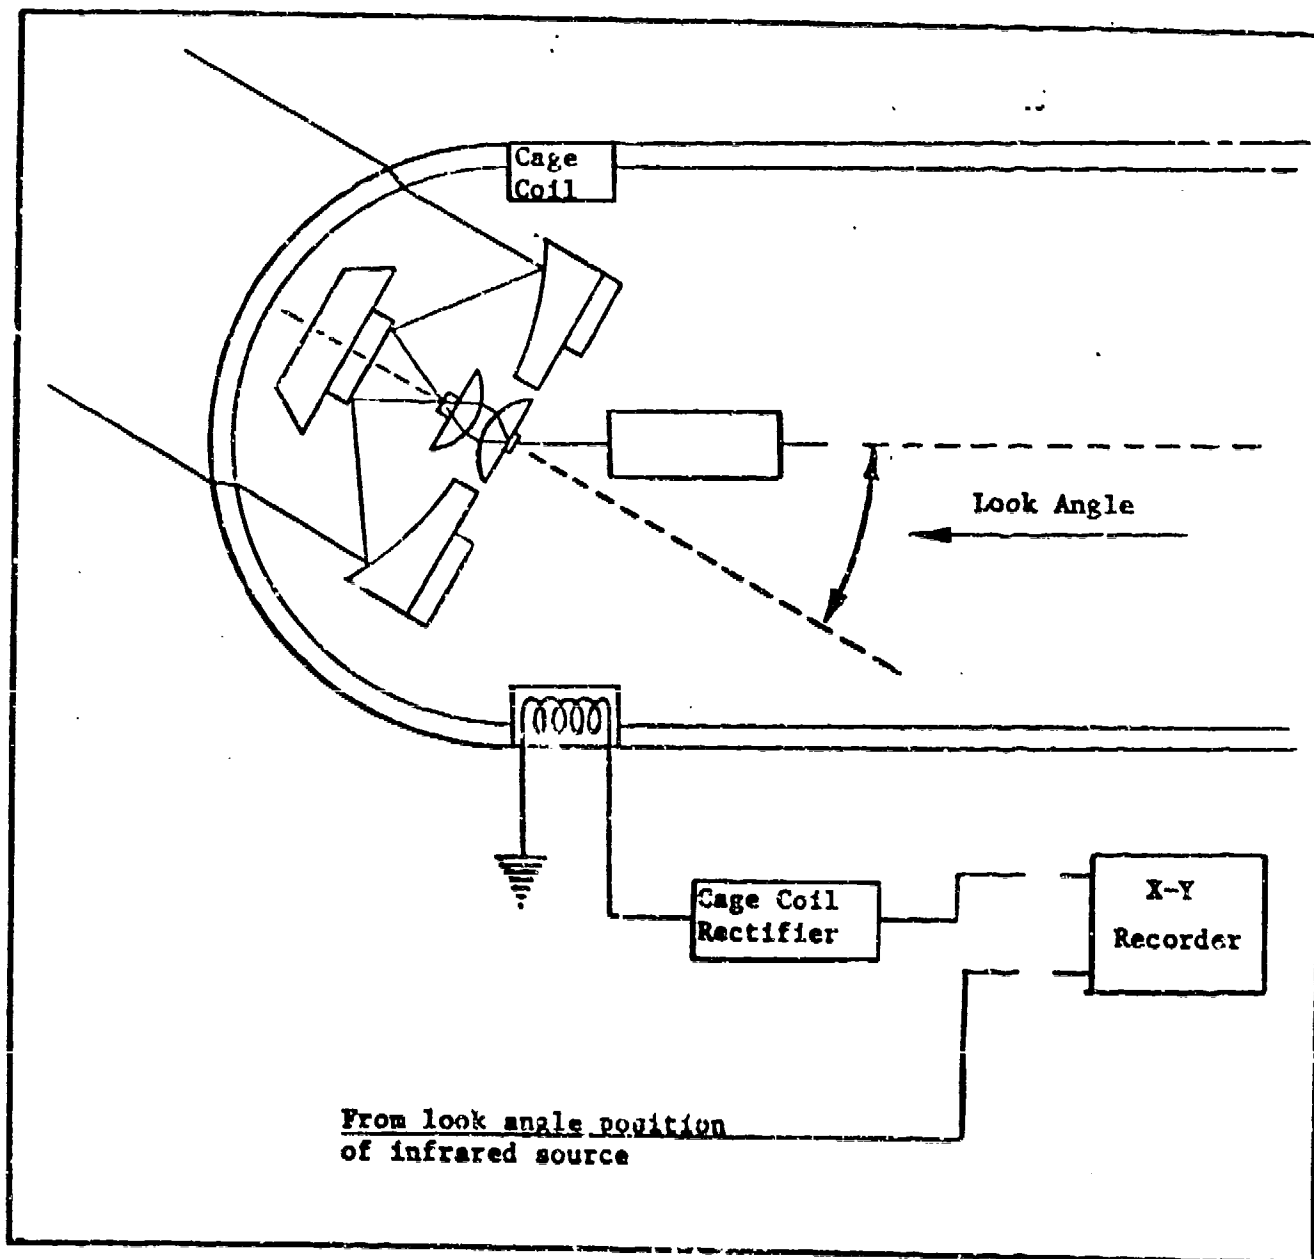 Cage
Coil
Look Angle
Cage Coil
Rectifier
X-Y
Recorder
From look angle position
of infrared source